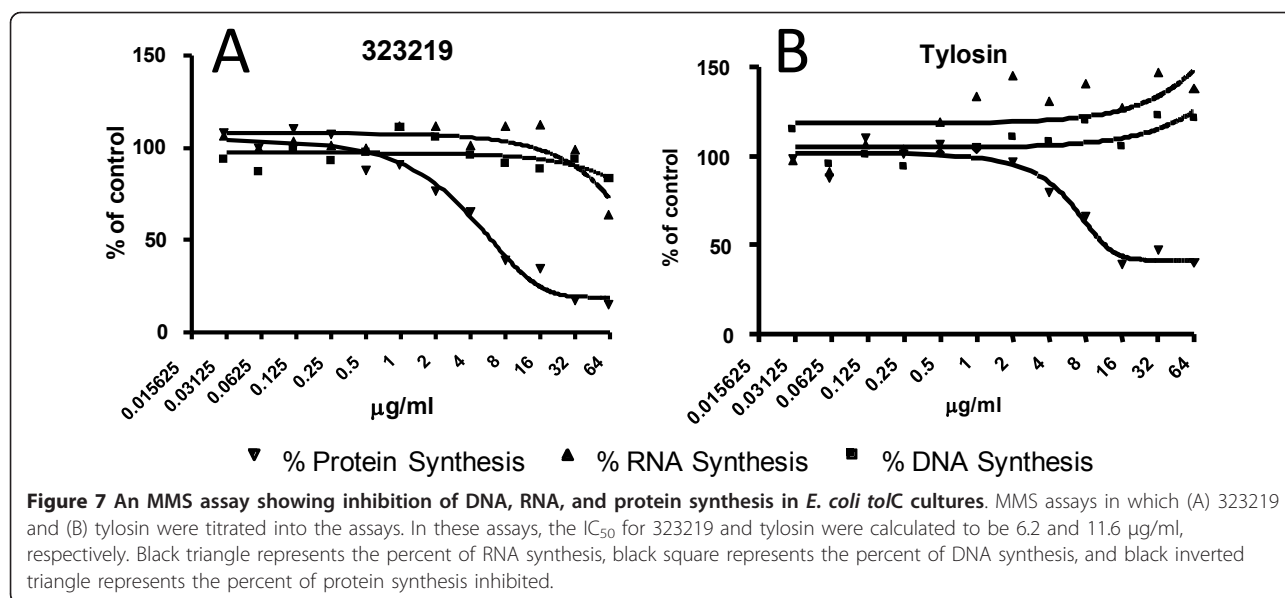 A
323219
150
100
50
0
% of control
0.015625
0.03125
0.0625
0.125
0.25
0.5
1
2
4
8
16
32
64
μg/ml
B
Tylosin
150
100
50
0
% of control
0.015625
0.03125
0.0625
0.125
0.25
0.5
1
2
4
8
16
32
64
μg/ml
▼ % Protein Synthesis ▲ % RNA Synthesis ■ % DNA Synthesis
Figure 7 An MMS assay showing inhibition of DNA, RNA, and protein synthesis in E. coli tolC cultures. MMS assays in which (A) 323219
and (B) tylosin were titrated into the assays. In these assays, the IC50 for 323219 and tylosin were calculated to be 6.2 and 11.6 μg/ml,
respectively. Black triangle represents the percent of RNA synthesis, black square represents the percent of DNA synthesis, and black inverted
triangle represents the percent of protein synthesis inhibited.